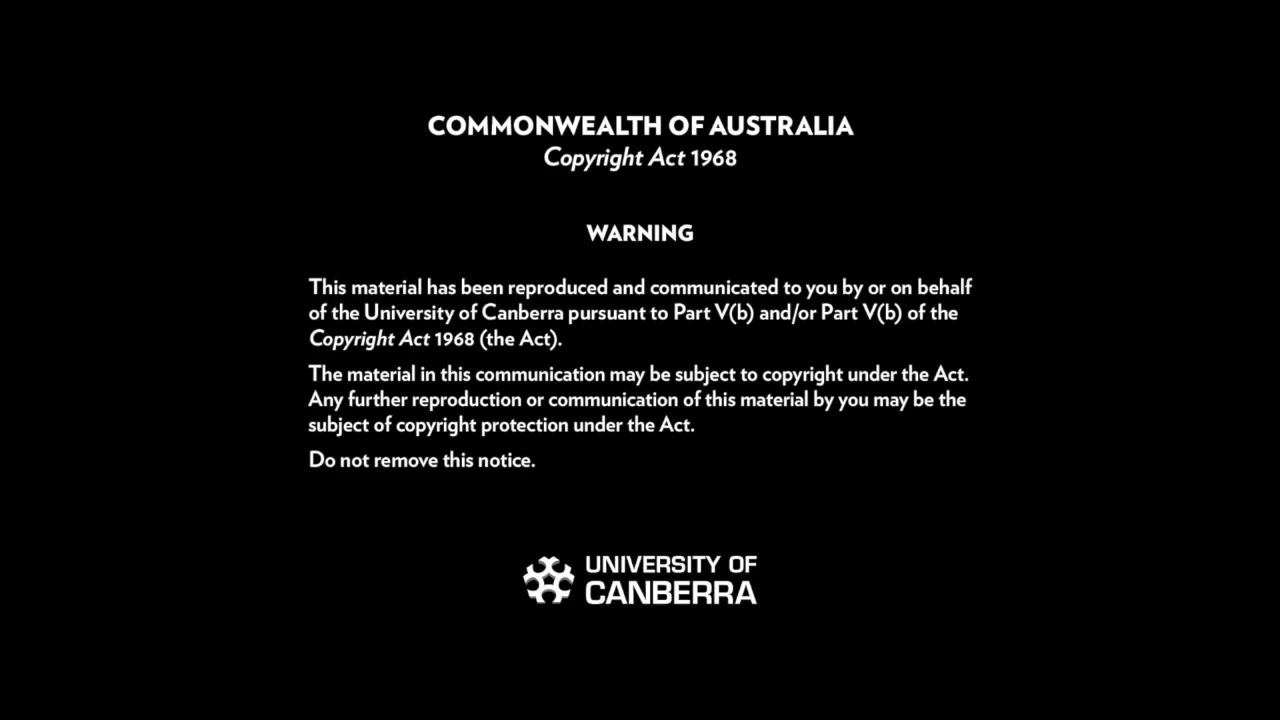 COMMONWEALTH OF AUSTRALIA
Copyright Act 1968
WARNING
This material has been reproduced and communicated to you by or on behalf
of the University of Canberra pursuant to Part V(b) and/or Part V(b) of the
Copyright Act 1968 (the Act).
The material in this communication may be subject to copyright under the Act.
Any further reproduction or communication of this material by you may be the
subject of copyright protection under the Act.
Do not remove this notice.
UNIVERSITY OF
CANBERRA